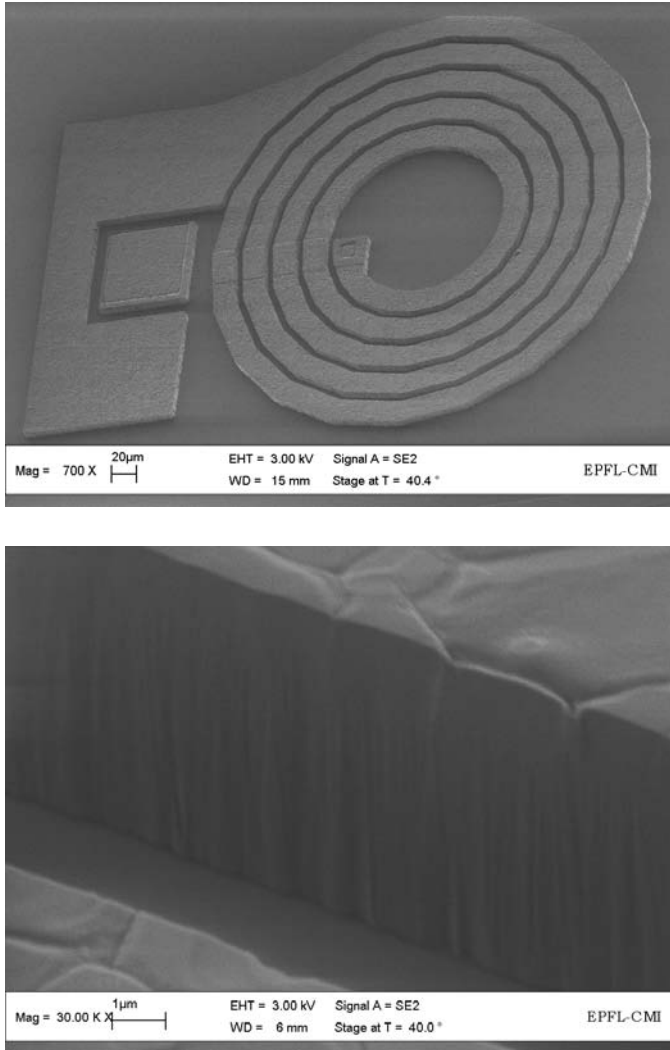 20µm
EHT = 3.00 kV Signal A = SE2
Mag = 700 X
EPFL-CMI
WD = 15 mm Stage at T = 40.4 °
1µm
EHT = 3.00 kV Signal A = SE2
Mag = 30.00 K X
EPFL-CMI
WD = 6 mm Stage at T = 40.0 °